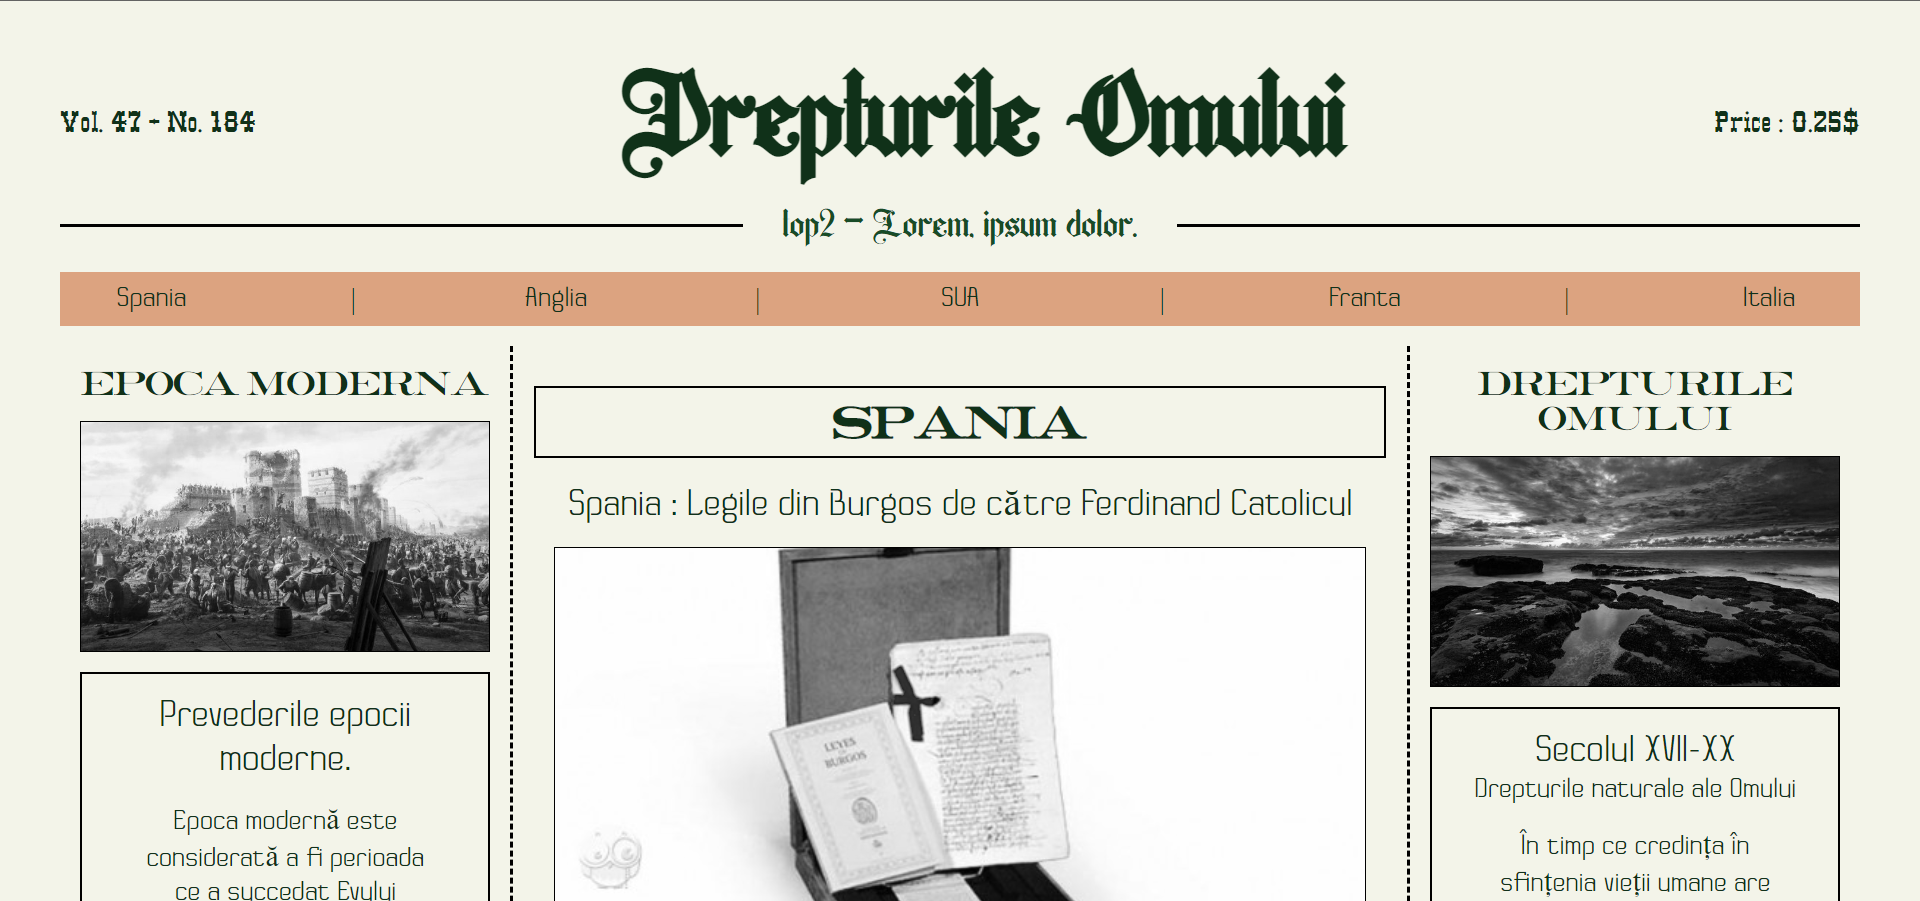 Vol. 47 - No. 184
Drepturile Omului
Price : 0.25$
lop2 - Lorem, ipsum dolor.
Spania | Anglia | SUA | Franta | Italia
EPOCA MODERNA
Prevederile epocii
moderne.
Epoca modernă este
considerată a fi perioada
ce a succedat Evului
SPANIA
Spania : Legile din Burgos de către Ferdinand Catolicul
LEYES
BURGOS
DREPTURILE
OMULUI
Secolul XVII-XX
Drepturile naturale ale Omului
În timp ce credința în
sfințenia vieții umane are